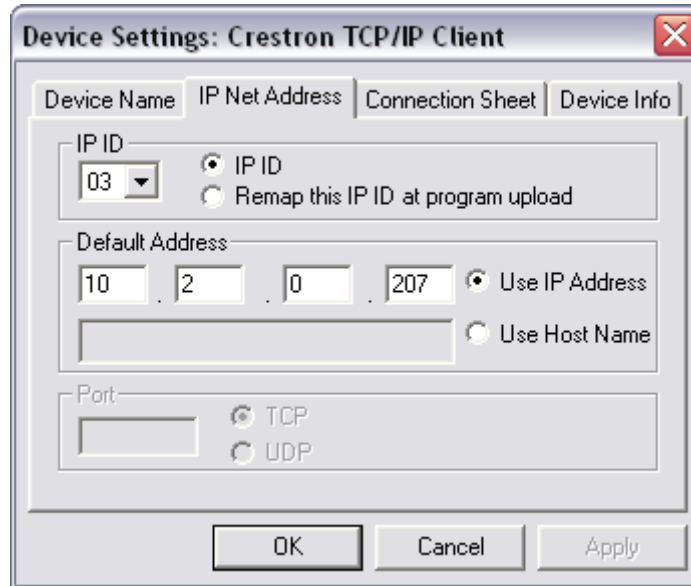 Device Settings: Crestron TCP/IP Client
Device Name IP Net Address Connection Sheet Device Info
IP ID
03 IP ID
Remap this IP ID at program upload
Default Address
10 . 2 . 0 . 207 Use IP Address
Use Host Name
Port
TCP
UDP
OK Cancel Apply